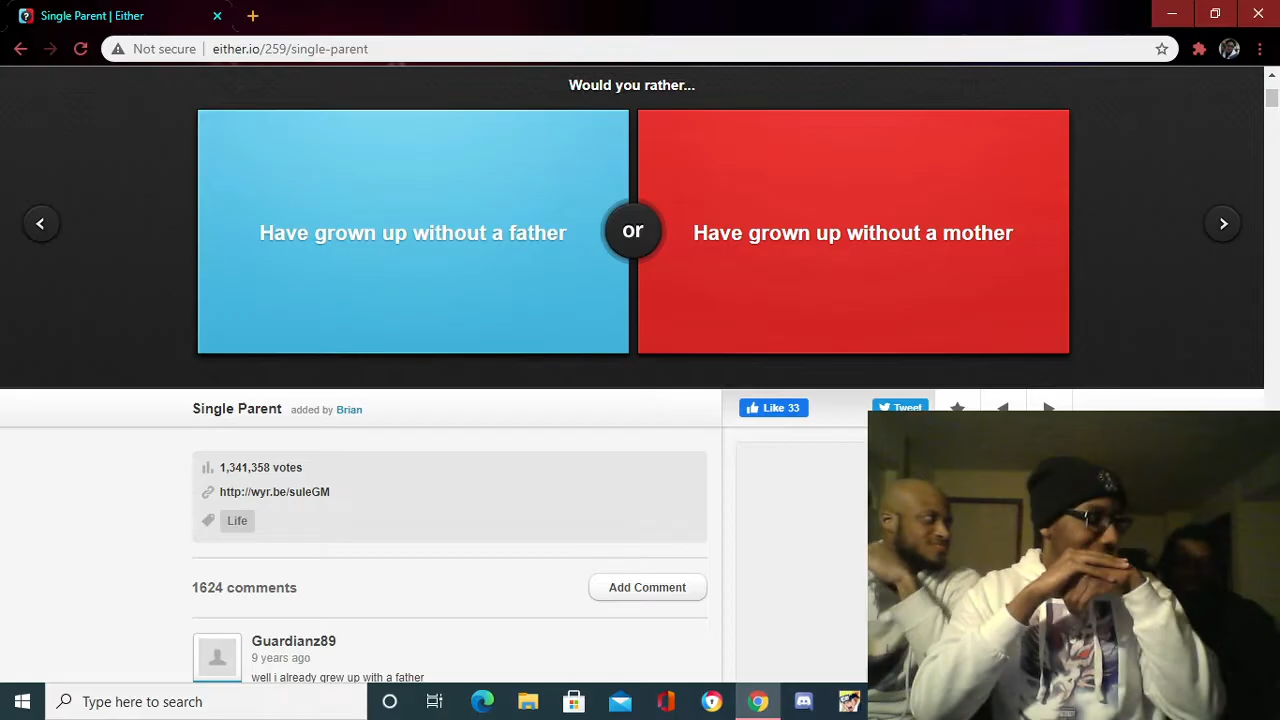 Single Parent | Either
Not secure
either.io/259/single-parent
Would you rather...
Have grown up without a father
or
Have grown up without a mother
Single Parent added by Brian
Like 33
Tweet
1,341,358 votes
http://wyr.be/suleGM
Life
1624 comments
Add Comment
Guardianz89
9 years ago
well i already grew up with a father
Type here to search